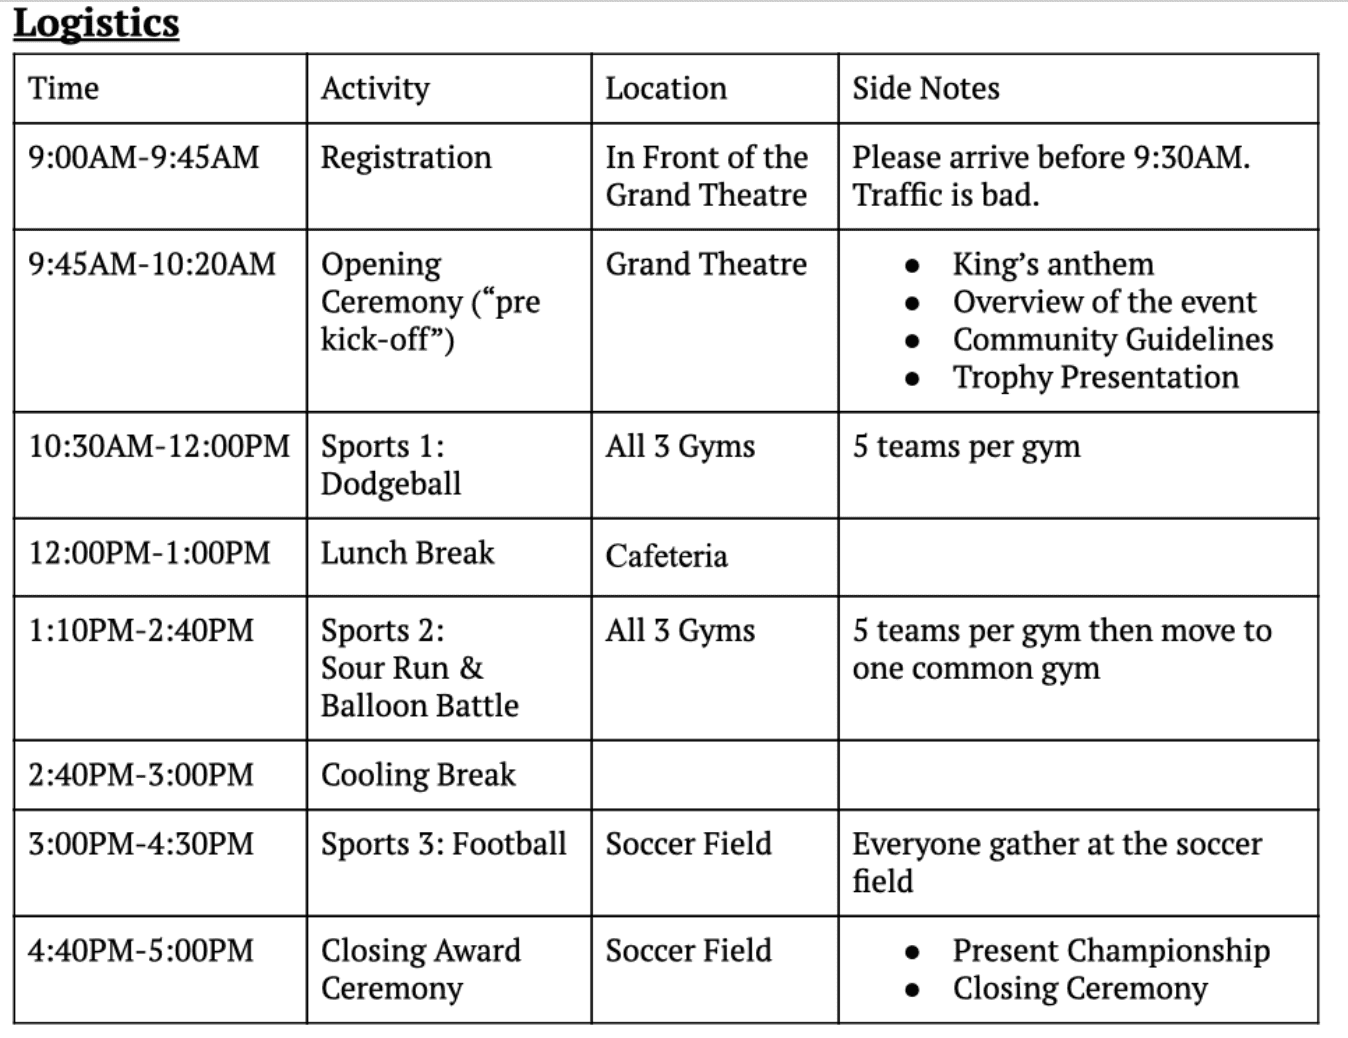 Logistics
Time Activity Location Side Notes
9:00AM-9:45AM Registration In Front of the Please arrive before 9:30AM.
Grand Theatre Traffic is bad.
9:45AM-10:20AM Opening Grand Theatre ● King’s anthem
Ceremony (“pre ● Overview of the event
kick-off”) ● Community Guidelines
● Trophy Presentation
10:30AM-12:00PM Sports 1: All 3 Gyms 5 teams per gym
Dodgeball
12:00PM-1:00PM Lunch Break Cafeteria
1:10PM-2:40PM Sports 2: All 3 Gyms 5 teams per gym then move to
Sour Run & one common gym
Balloon Battle
2:40PM-3:00PM Cooling Break
3:00PM-4:30PM Sports 3: Football Soccer Field Everyone gather at the soccer
field
4:40PM-5:00PM Closing Award Soccer Field ● Present Championship
Ceremony ● Closing Ceremony